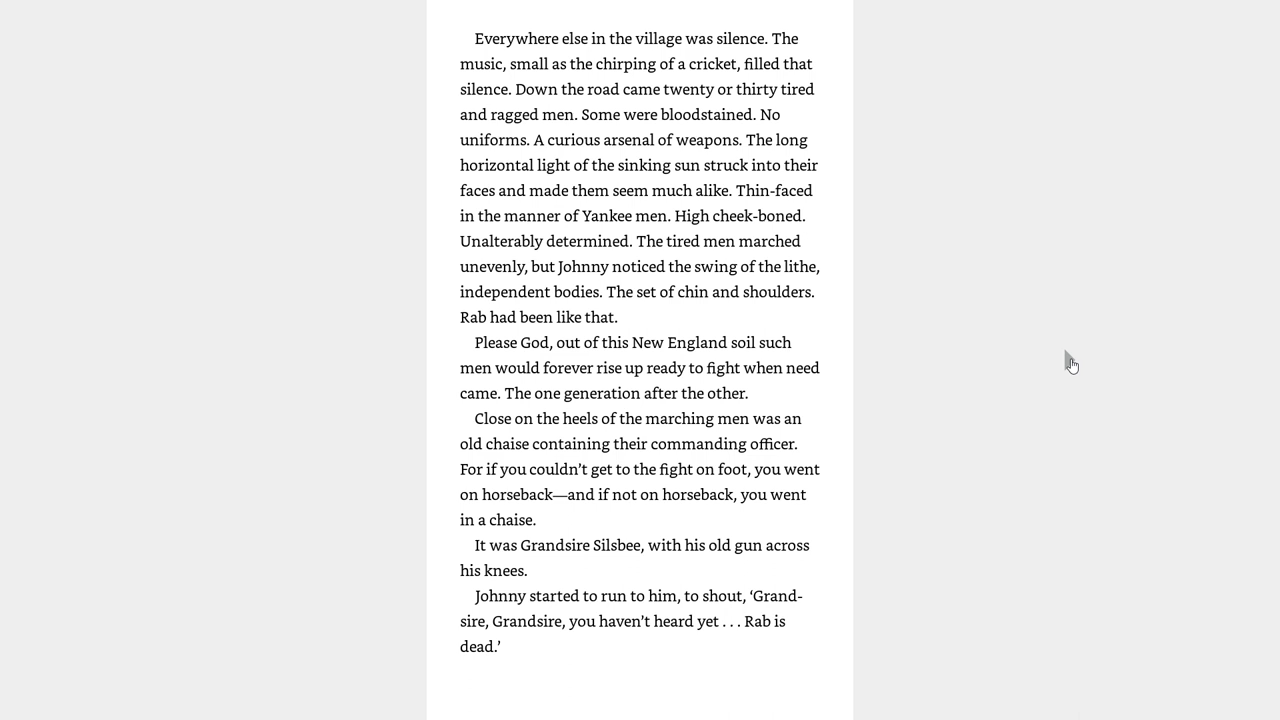 Everywhere else in the village was silence. The
music, small as the chirping of a cricket, filled that
silence. Down the road came twenty or thirty tired
and ragged men. Some were bloodstained. No
uniforms. A curious arsenal of weapons. The long
horizontal light of the sinking sun struck into their
faces and made them seem much alike. Thin-faced
in the manner of Yankee men. High cheek-boned.
Unalterably determined. The tired men marched
unevenly, but Johnny noticed the swing of the lithe,
independent bodies. The set of chin and shoulders.
Rab had been like that.
Please God, out of this New England soil such
men would forever rise up ready to fight when need
came. The one generation after the other.
Close on the heels of the marching men was an
old chaise containing their commanding officer.
For if you couldn’t get to the fight on foot, you went
on horseback—and if not on horseback, you went
in a chaise.
It was Grandsire Silsbee, with his old gun across
his knees.
Johnny started to run to him, to shout, ‘Grand-
sire, Grandsire, you haven’t heard yet . . . Rab is
dead.’